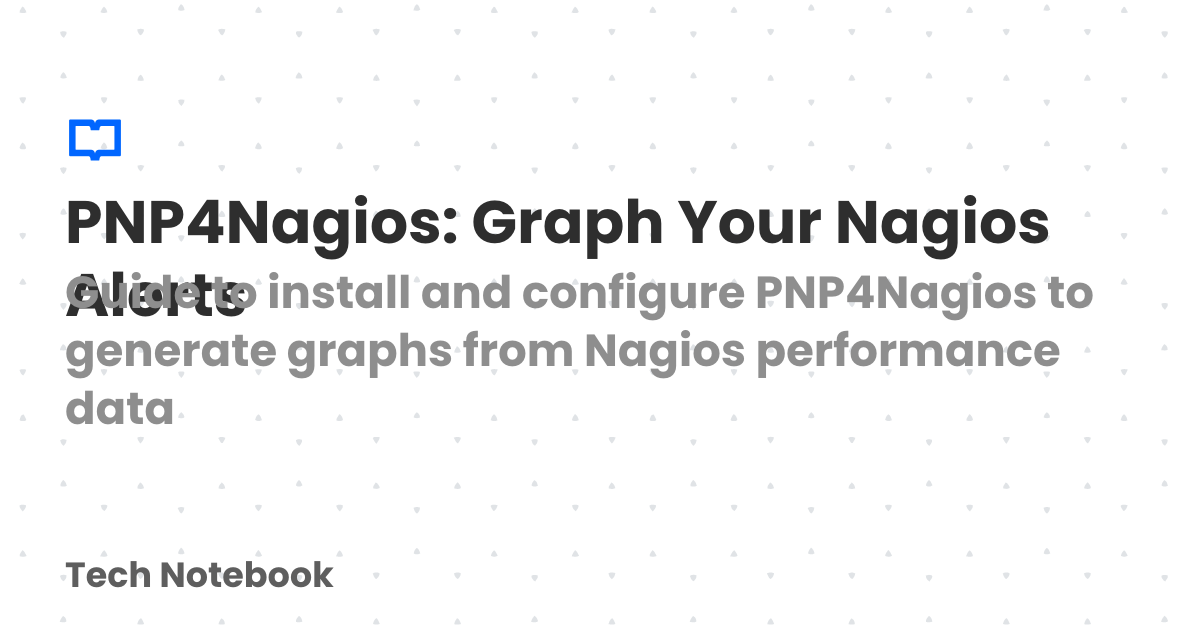 PNP4Nagios: Graph Your Nagios
Alerts
Guide to install and configure PNP4Nagios to
generate graphs from Nagios performance
data
Tech Notebook